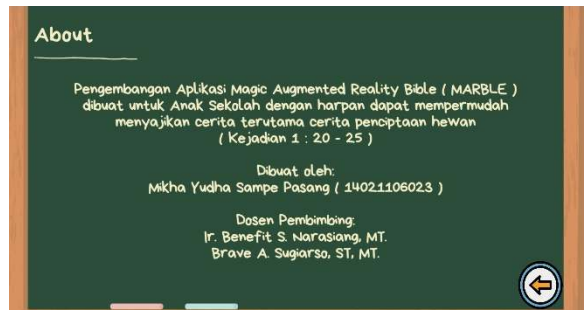 About
Pengembangan Aplikasi Magic Augmented Reality Bible ( MARBLE )
dibuat untuk Anak Sekolah dengan harpan dapat mempermudah
menyajikan cerita terutama cerita penciptaan hewan
( Kejadian 1 : 20 - 25 )
Dibuat oleh:
Mikha Yudha Sampe Pasang ( 14021106023 )
Dosen Pembimbing:
Ir. Benefit S. Narasiang, MT.
Brave A. Sugiarso, ST, MT.